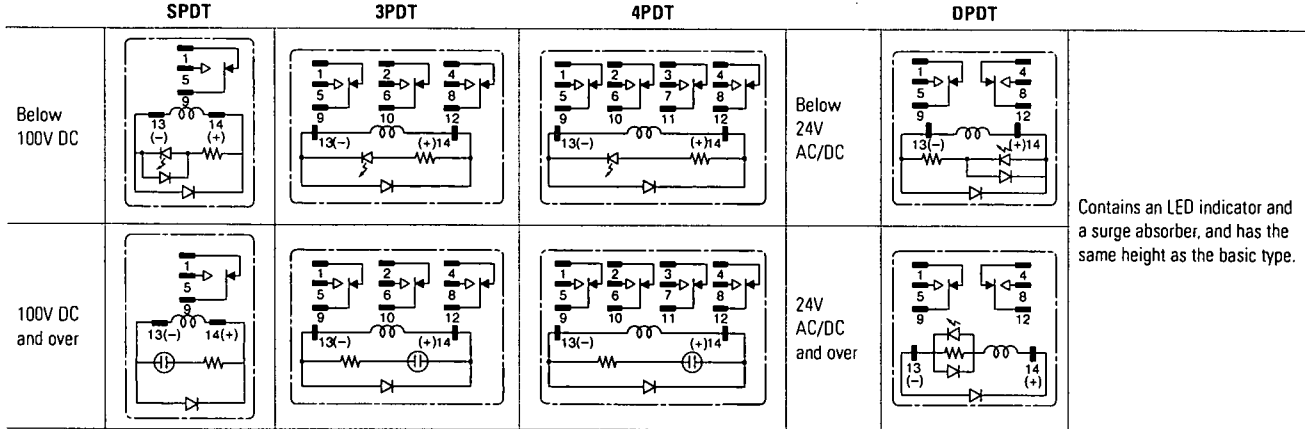 SPDT 3PDT 4PDT DPDT
Below
100V DC
1
5
9
13 14
(-) (+)
1 2 4
5 6 8
9 10 12
13(-) (+)14
1 2 3 4
5 6 7 8
9 10 11 12
13(-) (+)14
Below
24V
AC/DC
1 4
5 8
9 12
13(-) (+)14
Contains an LED indicator and
a surge absorber, and has the
same height as the basic type.
100V DC
and over
1
5
9
13(-) 14(+)
1 2 4
5 6 8
9 10 12
13(-) (+)14
1 2 3 4
5 6 7 8
9 10 11 12
13(-) (+)14
24V
AC/DC
and over
1 4
5 8
9 12
13 14
(-) (+)